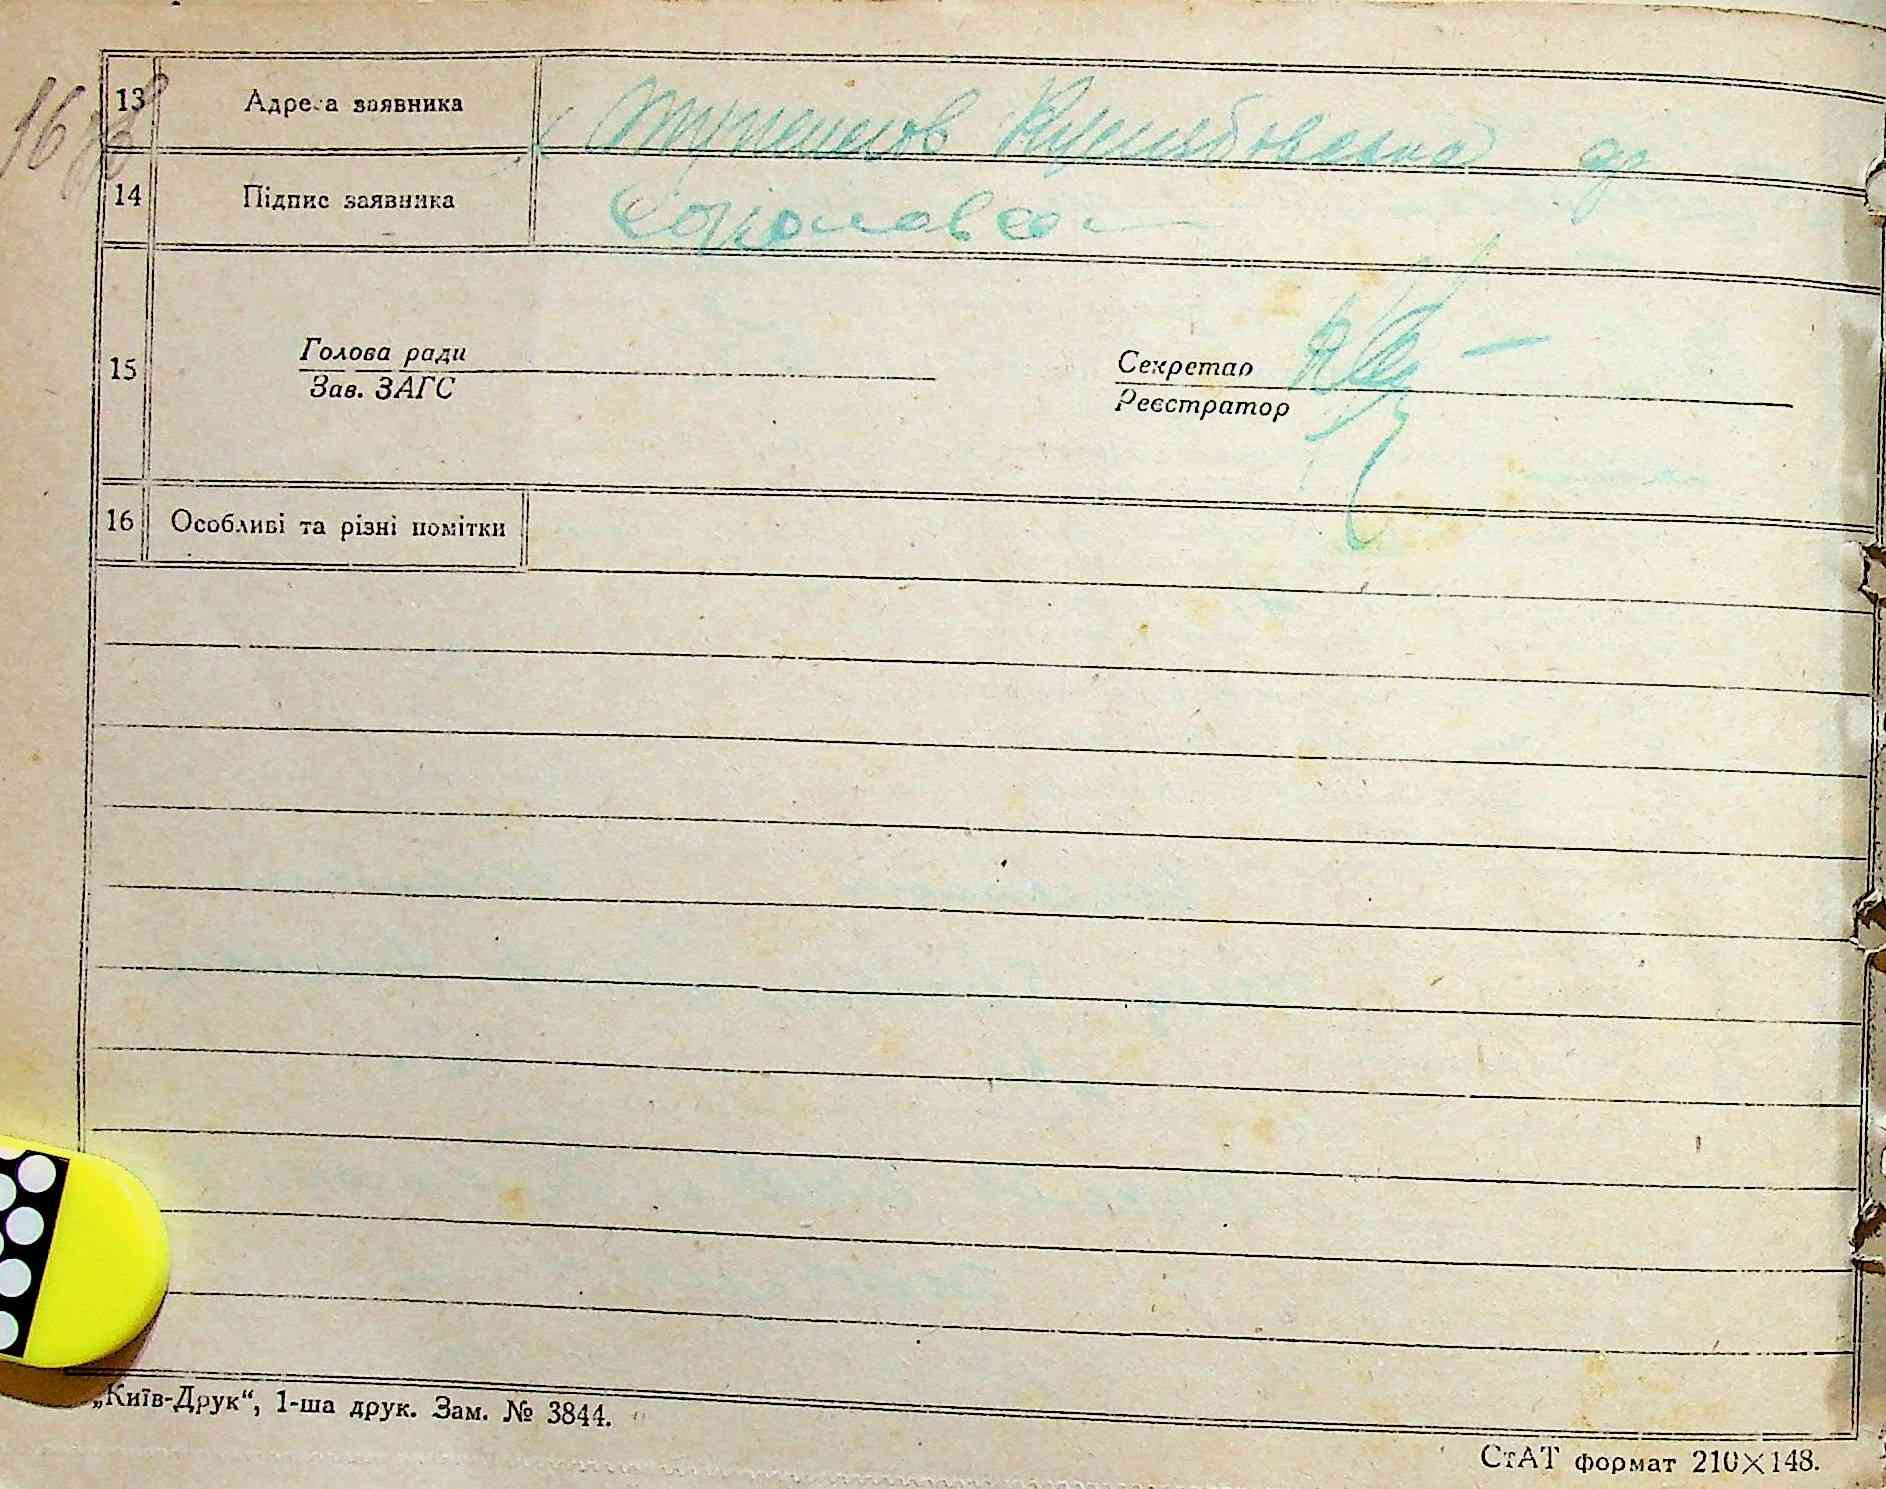 13 Адреса заявника
14 Підпис заявника
Соколовсо
15 Голова ради
Зав. ЗАГС
Секретар
Реєстратор
16 Особливі та різні помітки
„Київ-Друк“, 1-ша друк. Зам. № 3844.
СтАТ формат 210×148.